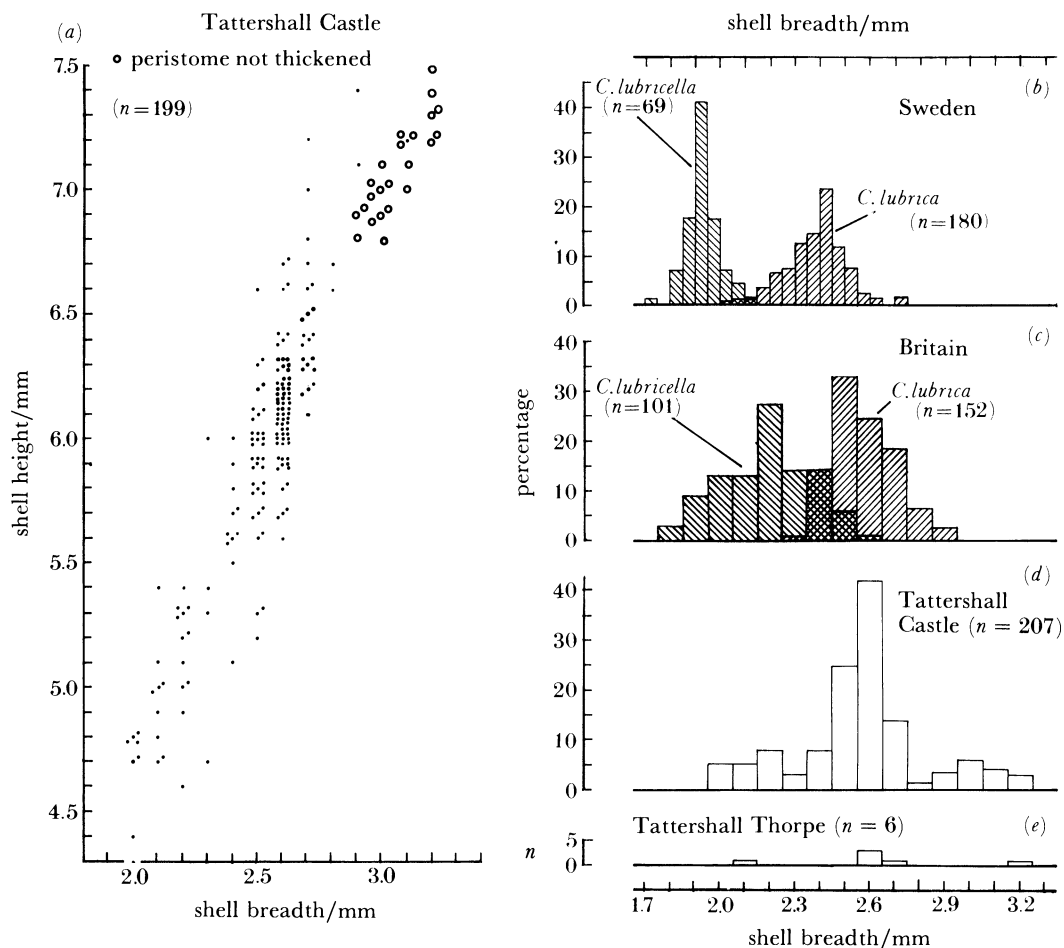 Tattershall Castle
(a)
peristome not thickened
(n=199)
7.5
7.0
6.5
6.0
5.5
5.0
4.5
shell height/mm
2.0 2.5 3.0
shell breadth/mm
shell breadth/mm
(b)
Sweden
C. lubricella
(n=69)
C. lubrica
(n=180)
40
30
20
10
0
(c)
Britain
C. lubricella
(n=101)
C. lubrica
(n=152)
40
30
20
10
0
percentage
(d)
Tattershall
Castle (n = 207)
40
30
20
10
0
Tattershall Thorpe (n = 6)
(e)
n
5
0
1.7 2.0 2.3 2.6 2.9 3.2
shell breadth/mm